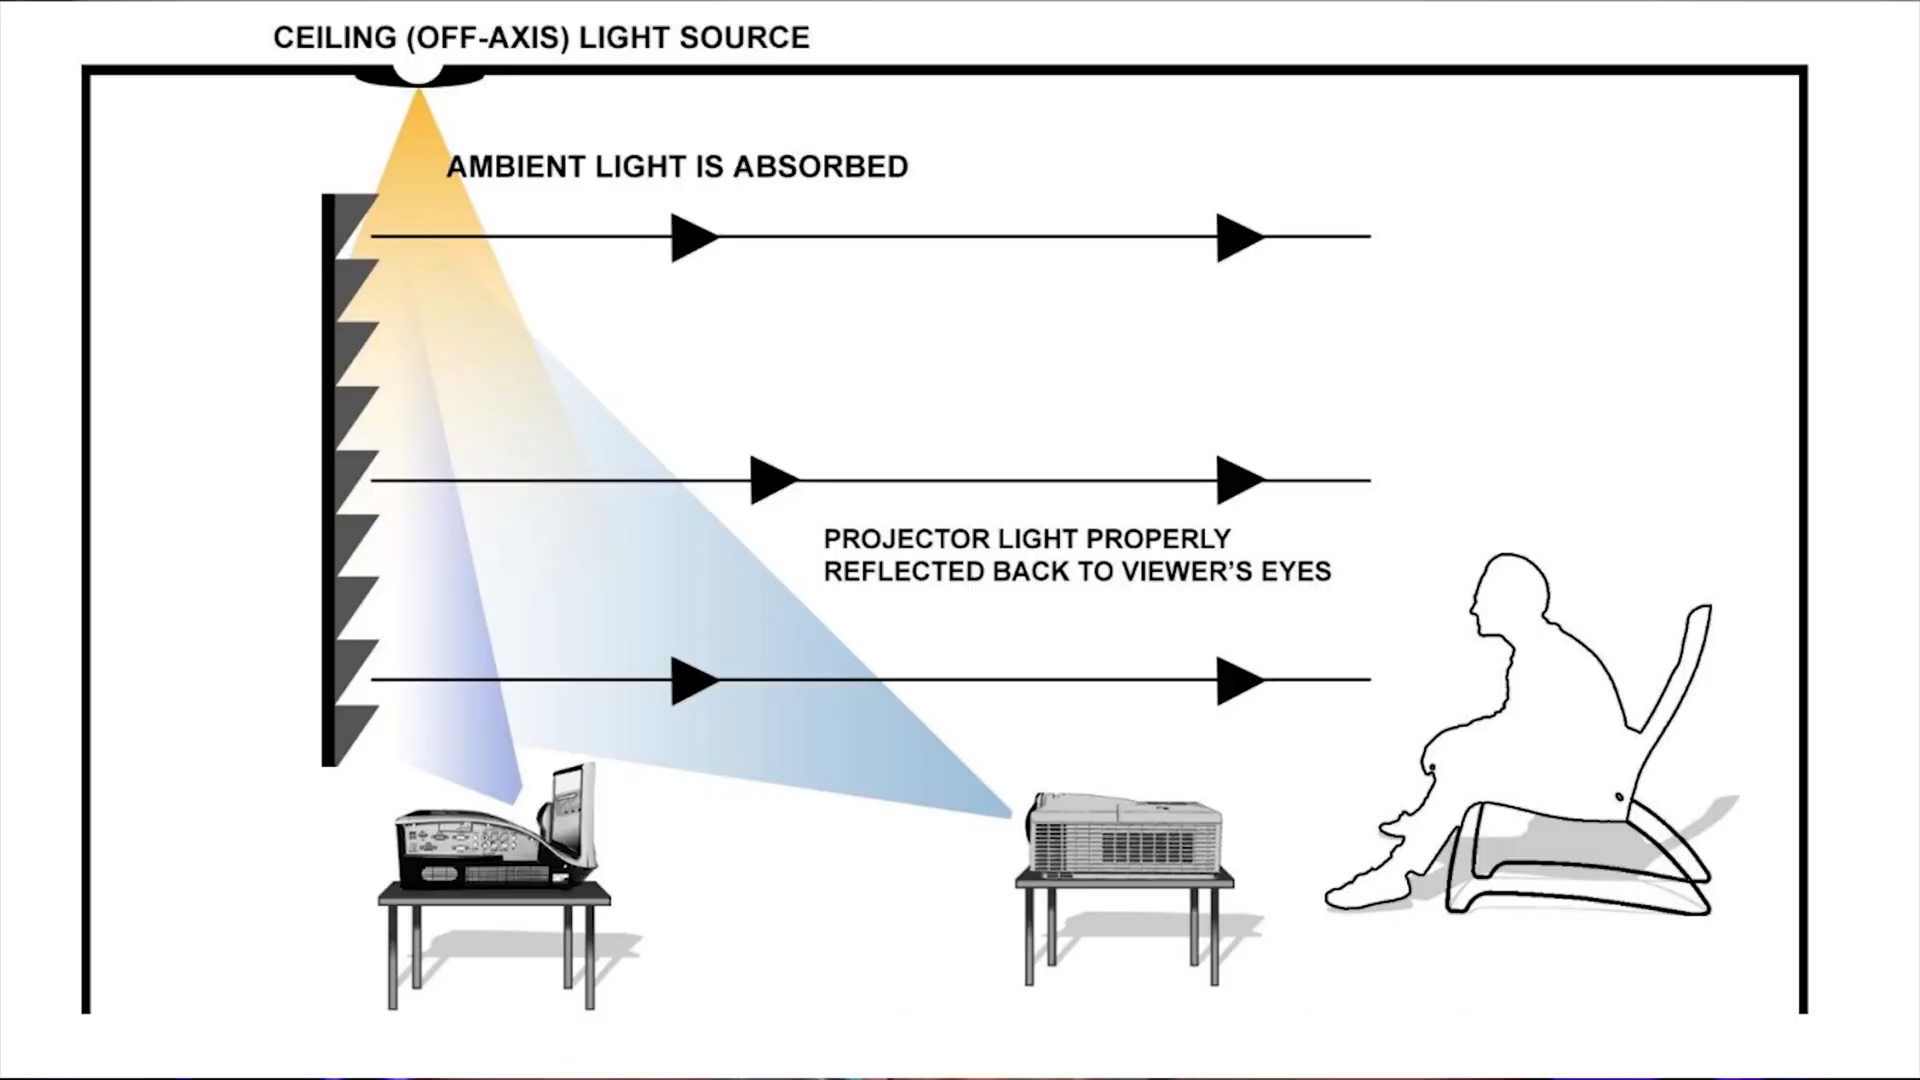 CEILING (OFF-AXIS) LIGHT SOURCE
AMBIENT LIGHT IS ABSORBED
PROJECTOR LIGHT PROPERLY
REFLECTED BACK TO VIEWER'S EYES